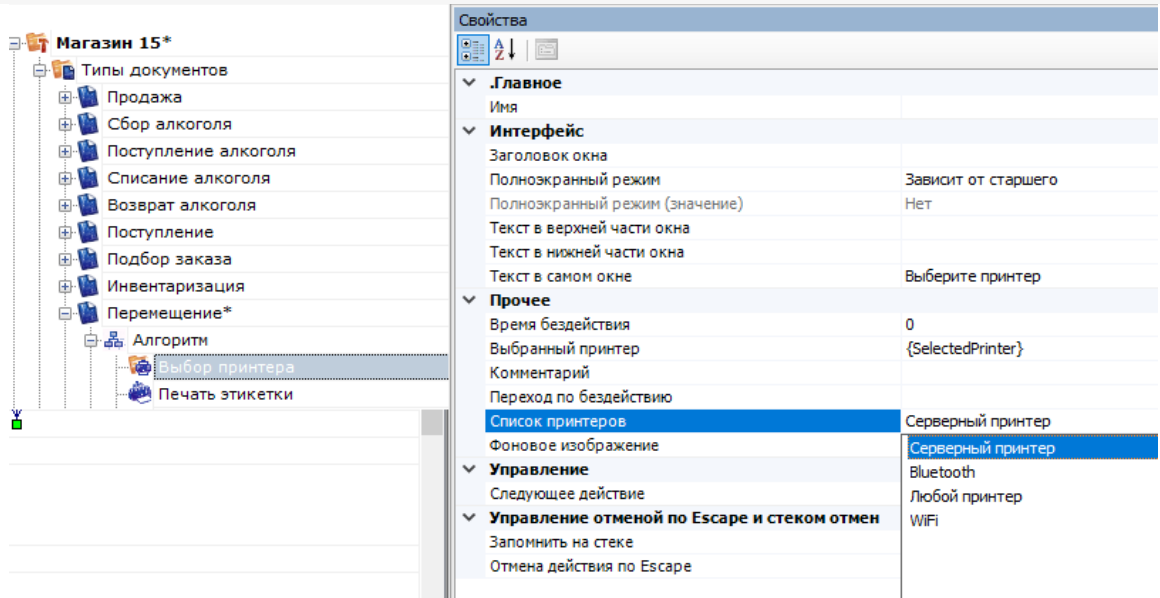 Магазин 15*
Типы документов
Продажа
Сбор алкоголя
Поступление алкоголя
Списание алкоголя
Возврат алкоголя
Поступление
Подбор заказа
Инвентаризация
Перемещение*
Алгоритм
Выбор принтера
Печать этикетки
Свойства
.Главное
Имя
Интерфейс
Заголовок окна
Полноэкранный режим Зависит от старшего
Полноэкранный режим (значение) Нет
Текст в верхней части окна
Текст в нижней части окна
Текст в самом окне Выберите принтер
Прочее
Время бездействия 0
Выбранный принтер {SelectedPrinter}
Комментарий
Переход по бездействию
Список принтеров Серверный принтер
Фоновое изображение
Управление
Следующее действие
Управление отменой по Escape и стеком отмен
Запомнить на стеке
Отмена действия по Escape
Серверный принтер
Bluetooth
Любой принтер
WiFi